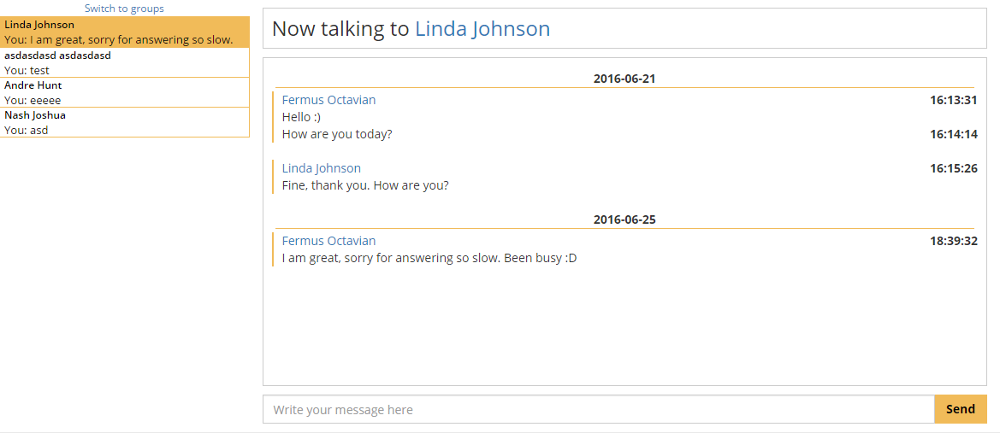 Switch to groups
Linda Johnson
You: I am great, sorry for answering so slow.
asdasdasd asdasdasd
You: test
Andre Hunt
You: eeeee
Nash Joshua
You: asd
Now talking to Linda Johnson
2016-06-21
Fermus Octavian 16:13:31
Hello :)
How are you today? 16:14:14
Linda Johnson 16:15:26
Fine, thank you. How are you?
2016-06-25
Fermus Octavian 18:39:32
I am great, sorry for answering so slow. Been busy :D
Write your message here
Send